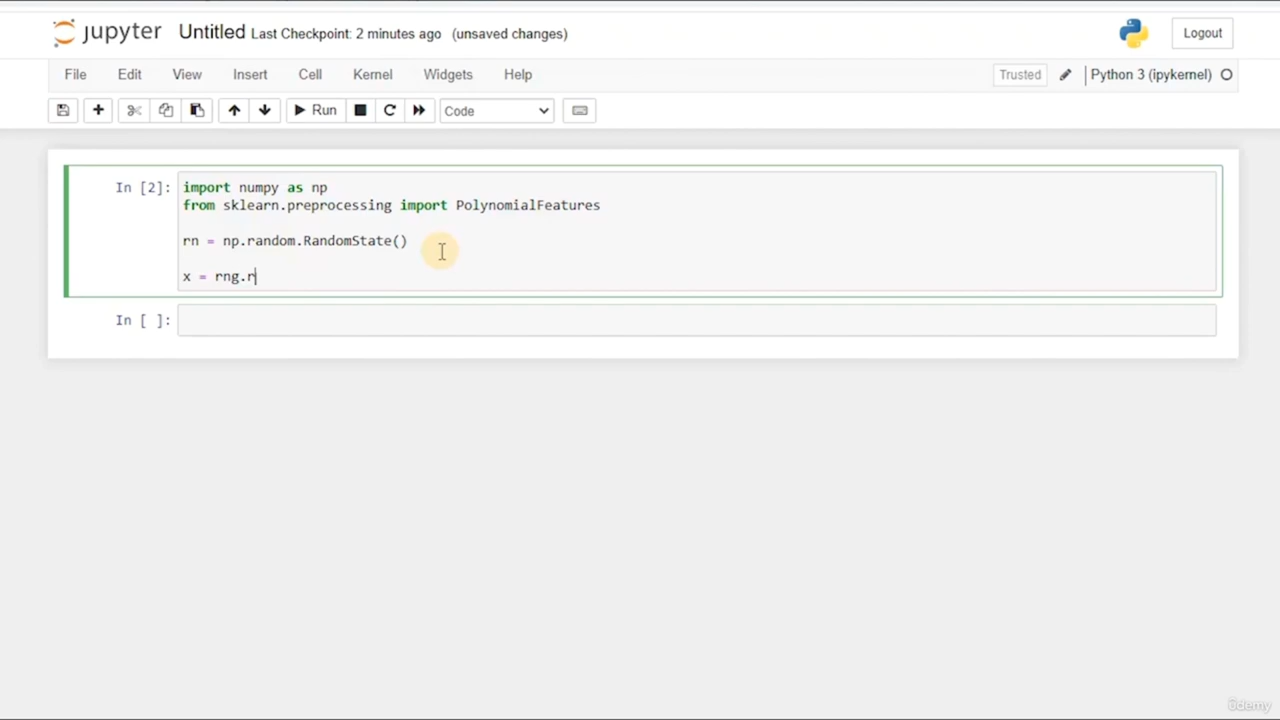 jupyter Untitled Last Checkpoint: 2 minutes ago (unsaved changes) Logout
File Edit View Insert Cell Kernel Widgets Help Trusted Python 3 (ipykernel)
Run Code
In [2]: import numpy as np
from sklearn.preprocessing import PolynomialFeatures
rn = np.random.RandomState()
x = rng.r
In [ ]:
ûdemy